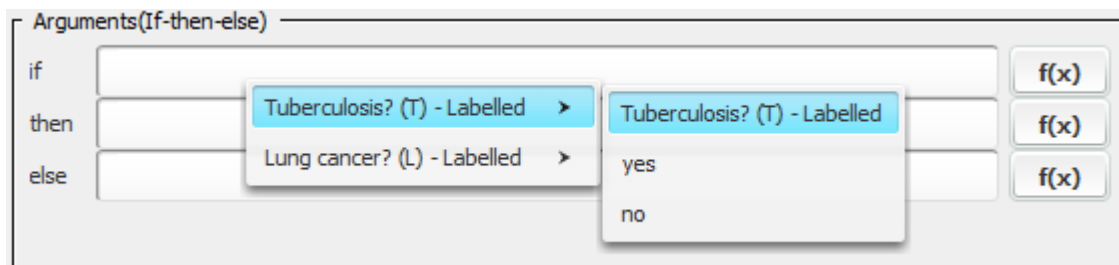 Arguments(If-then-else)
if f(x)
Tuberculosis? (T) - Labelled Tuberculosis? (T) - Labelled
then f(x)
Lung cancer? (L) - Labelled yes
else f(x)
no